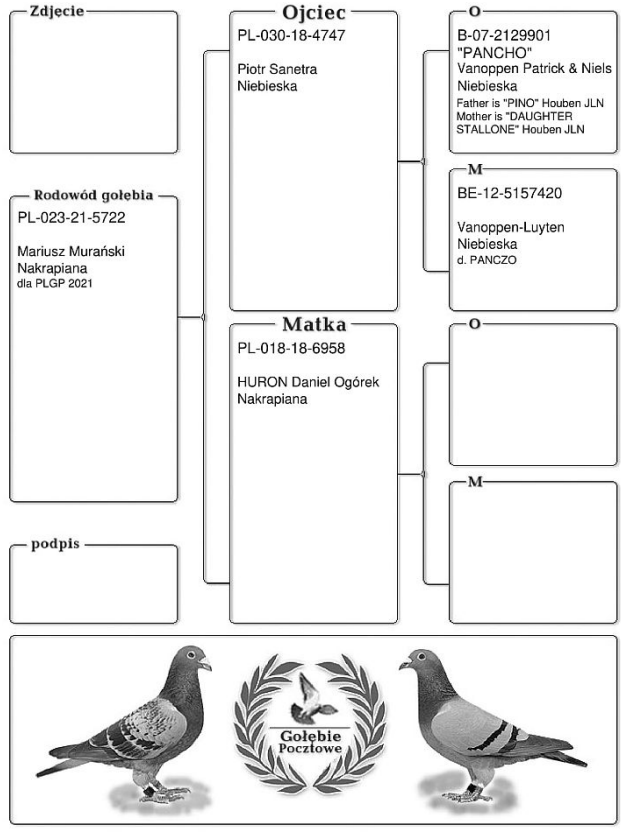 Zdjęcie
Rodowód gołębia
PL-023-21-5722
Mariusz Murański
Nakrapiana
dla PLGP 2021
podpis
Ojciec
PL-030-18-4747
Piotr Sanetra
Niebieska
Matka
PL-018-18-6958
HURON Daniel Ogórek
Nakrapiana
O
B-07-2129901
"PANCHO"
Vanoppen Patrick & Niels
Niebieska
Father is "PINO" Houben JLN
Mother is "DAUGHTER
STALLONE" Houben JLN
M
BE-12-5157420
Vanoppen-Luyten
Niebieska
d. PANCZO
O
M
Gołębie
Pocztowe